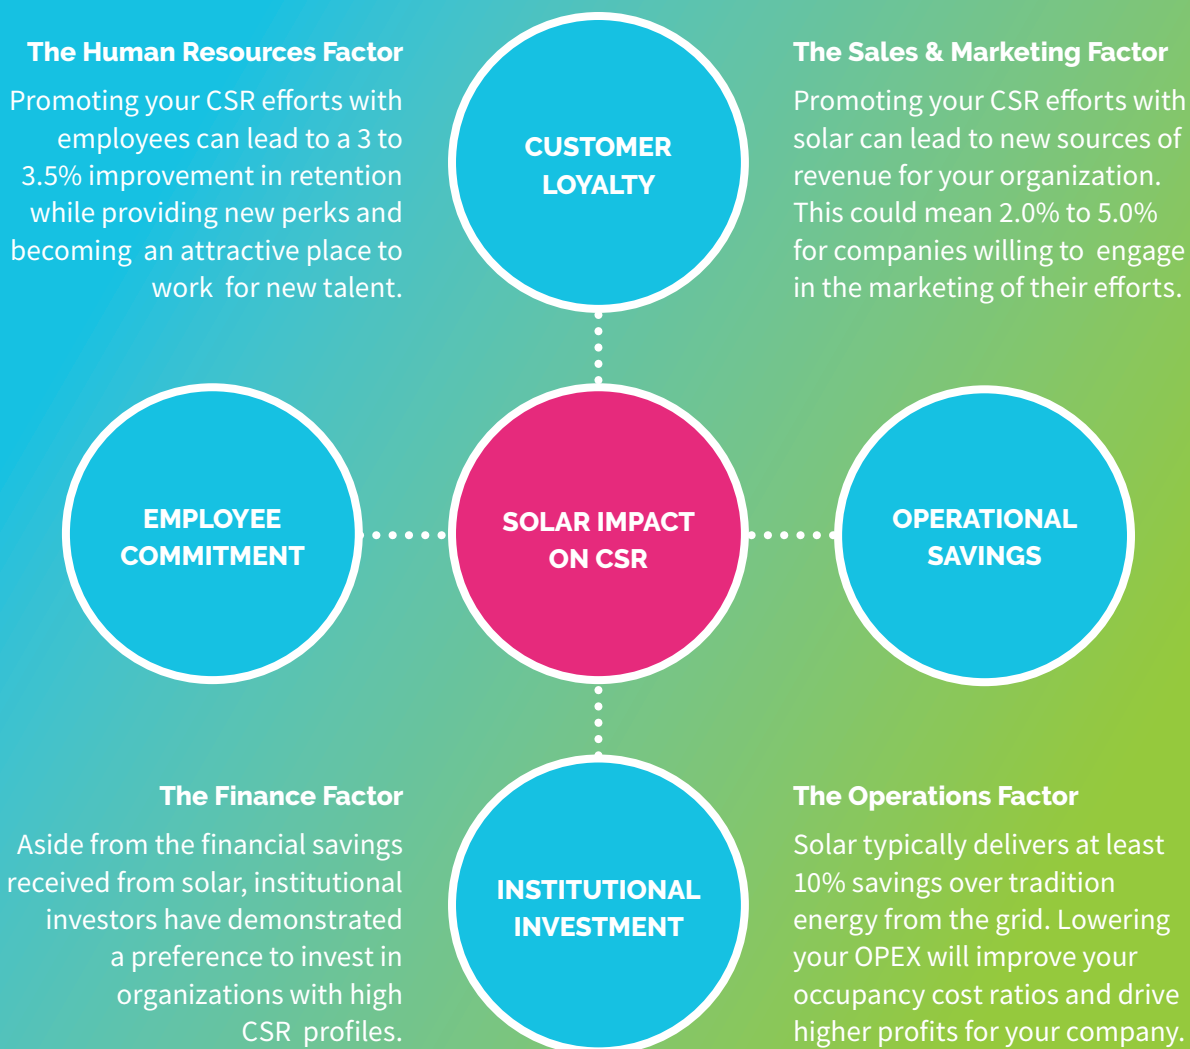 The Human Resources Factor
Promoting your CSR efforts with
employees can lead to a 3 to
3.5% improvement in retention
while providing new perks and
becoming an attractive place to
work for new talent.
CUSTOMER
LOYALTY
The Sales & Marketing Factor
Promoting your CSR efforts with
solar can lead to new sources of
revenue for your organization.
This could mean 2.0% to 5.0%
for companies willing to engage
in the marketing of their efforts.
EMPLOYEE
COMMITMENT
SOLAR IMPACT
ON CSR
OPERATIONAL
SAVINGS
The Finance Factor
Aside from the financial savings
received from solar, institutional
investors have demonstrated
a preference to invest in
organizations with high
CSR profiles.
INSTITUTIONAL
INVESTMENT
The Operations Factor
Solar typically delivers at least
10% savings over tradition
energy from the grid. Lowering
your OPEX will improve your
occupancy cost ratios and drive
higher profits for your company.